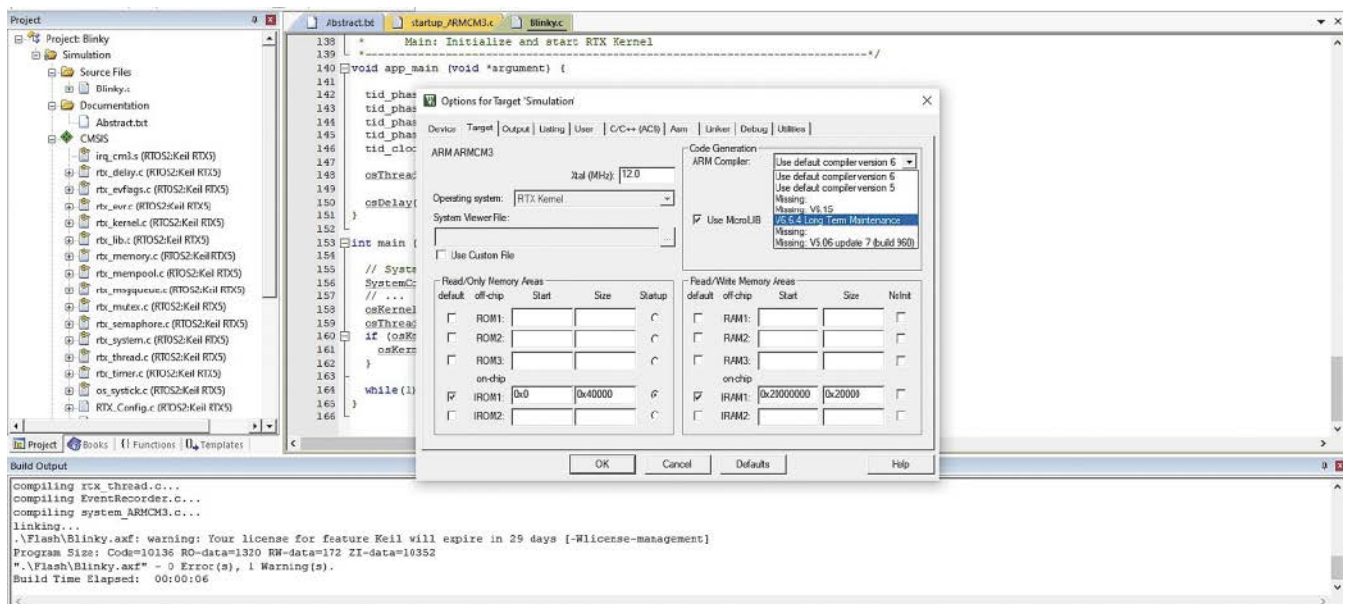 Project
Project: Blinky
Simulation
Source Files
Blinky.c
Documentation
Abstract.txt
CMSIS
irq_cm3.s (RTOS2:Keil RTX5)
rtx_delay.c (RTOS2:Keil RTX5)
rtx_evflags.c (RTOS2:Keil RTX5)
rtx_evr.c (RTOS2:Keil RTX5)
rtx_kernel.c (RTOS2:Keil RTX5)
rtx_lib.c (RTOS2:Keil RTX5)
rtx_memory.c (RTOS2:Keil RTX5)
rtx_mempool.c (RTOS2:Keil RTX5)
rtx_msgqueue.c (RTOS2:Keil RTX5)
rtx_mutex.c (RTOS2:Keil RTX5)
rtx_semaphore.c (RTOS2:Keil RTX5)
rtx_system.c (RTOS2:Keil RTX5)
rtx_thread.c (RTOS2:Keil RTX5)
rtx_timer.c (RTOS2:Keil RTX5)
os_systick.c (RTOS2:Keil RTX5)
RTX_Config.c (RTOS2:Keil RTX5)
Project Books {} Functions 0 Templates
Abstract.txt startup_ARMCM3.c Blinky.c
138 * Main: Initialize and start RTX Kernel
139 *---------------------------------------------------------------------------*/
140 void app_main (void *argument) {
141
142 tid_phas
143 tid_phas
144 tid_phas
145 tid_phas
146 tid_cloc
147
148 osThread
149
150 osDelay(
151 }
152
153 int main (
154
155 // Syste
156 SystemCo
157 // ...
158 osKernel
159 osThread
160 if (osKe
161 osKern
162 }
163
164 while(1)
165 }
166
Options for Target 'Simulation'
Device Target Output Listing User C/C++ (AC6) Asm Linker Debug Utilities
ARM ARMCM3
Xtal (MHz): 12.0
Operating system: RTX Kernel
System Viewer File:
...
Use Custom File
Code Generation
ARM Compiler: Use default compiler version 6
Use default compiler version 6
Use default compiler version 5
Missing:
Missing: V6.15
V6.6.4 Long Term Maintenance
Missing:
Missing: V5.06 update 7 (build 960)
Use MicroLIB
Read/Only Memory Areas
default off-chip Start Size Startup
ROM1:
ROM2:
ROM3:
on-chip
IROM1: 0x0 0x40000
IROM2:
Read/Write Memory Areas
default off-chip Start Size NoInit
RAM1:
RAM2:
RAM3:
on-chip
IRAM1: 0x20000000 0x20000
IRAM2:
OK Cancel Defaults Help
Build Output
compiling rtx_thread.c...
compiling EventRecorder.c...
compiling system_ARMCM3.c...
linking...
.\Flash\Blinky.axf: warning: Your license for feature Keil will expire in 29 days [-Wlicense-management]
Program Size: Code=10136 RO-data=1320 RW-data=172 ZI-data=10352
".\Flash\Blinky.axf" - 0 Error(s), 1 Warning(s).
Build Time Elapsed: 00:00:06